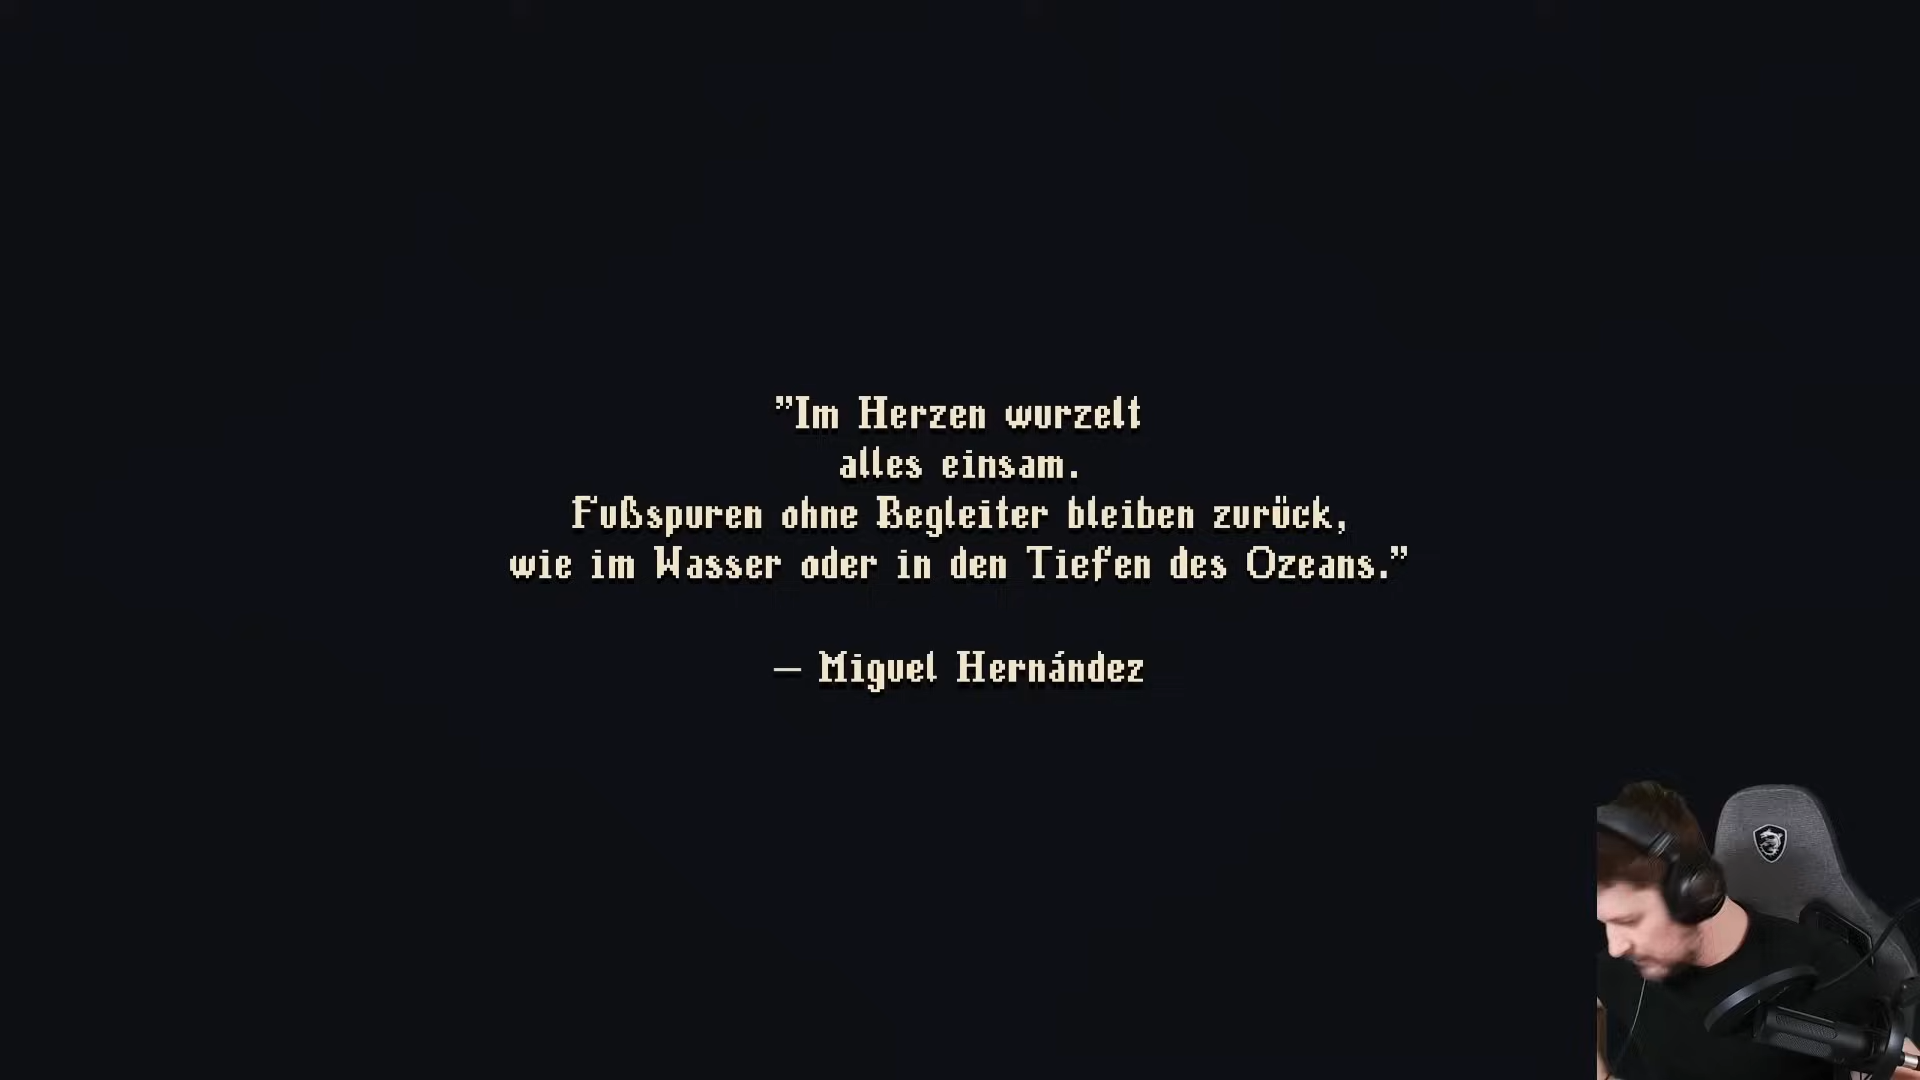 "Im Herzen wurzelt
alles einsam.
Fußspuren ohne Begleiter bleiben zurück,
wie im Wasser oder in den Tiefen des Ozeans."
— Miguel Hernández